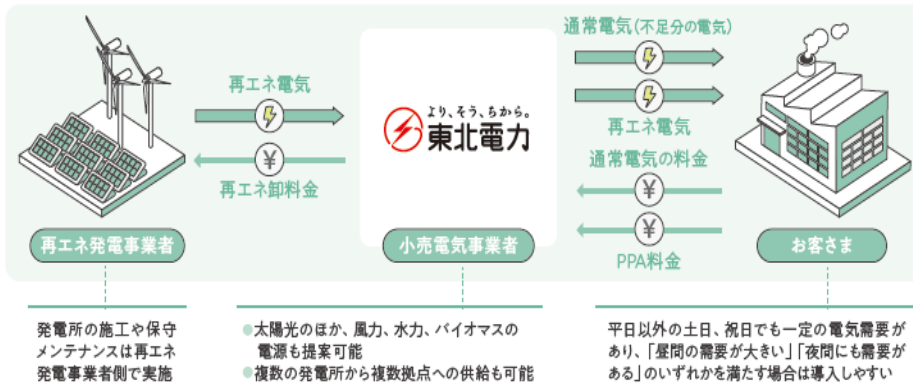 通常電気(不足分の電気)
再エネ電気
より、そう、ちから。
東北電力
再エネ電気
再エネ卸料金
通常電気の料金
PPA料金
再エネ発電事業者
小売電気事業者
お客さま
発電所の施工や保守
メンテナンスは再エネ
発電事業者側で実施
●太陽光のほか、風力、水力、バイオマスの
電源も提案可能
●複数の発電所から複数拠点への供給も可能
平日以外の土日、祝日でも一定の電気需要が
あり、「昼間の需要が大きい」「夜間にも需要が
ある」のいずれかを満たす場合は導入しやすい